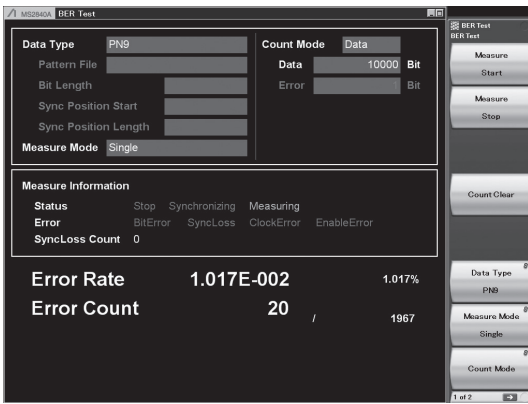 MS2840A BER Test
Data Type PN9
Pattern File
Bit Length
Sync Position Start
Sync Position Length
Measure Mode Single
Count Mode Data
Data 10000 Bit
Error 1 Bit
Measure Information
Status Stop Synchronizing Measuring
Error BitError SyncLoss ClockError EnableError
SyncLoss Count 0
Error Rate 1.017E-002 1.017%
Error Count 20 / 1967
BER Test
BER Test
Measure
Start
Measure
Stop
Count Clear
Data Type
PN9
Measure Mode
Single
Count Mode
1 of 2